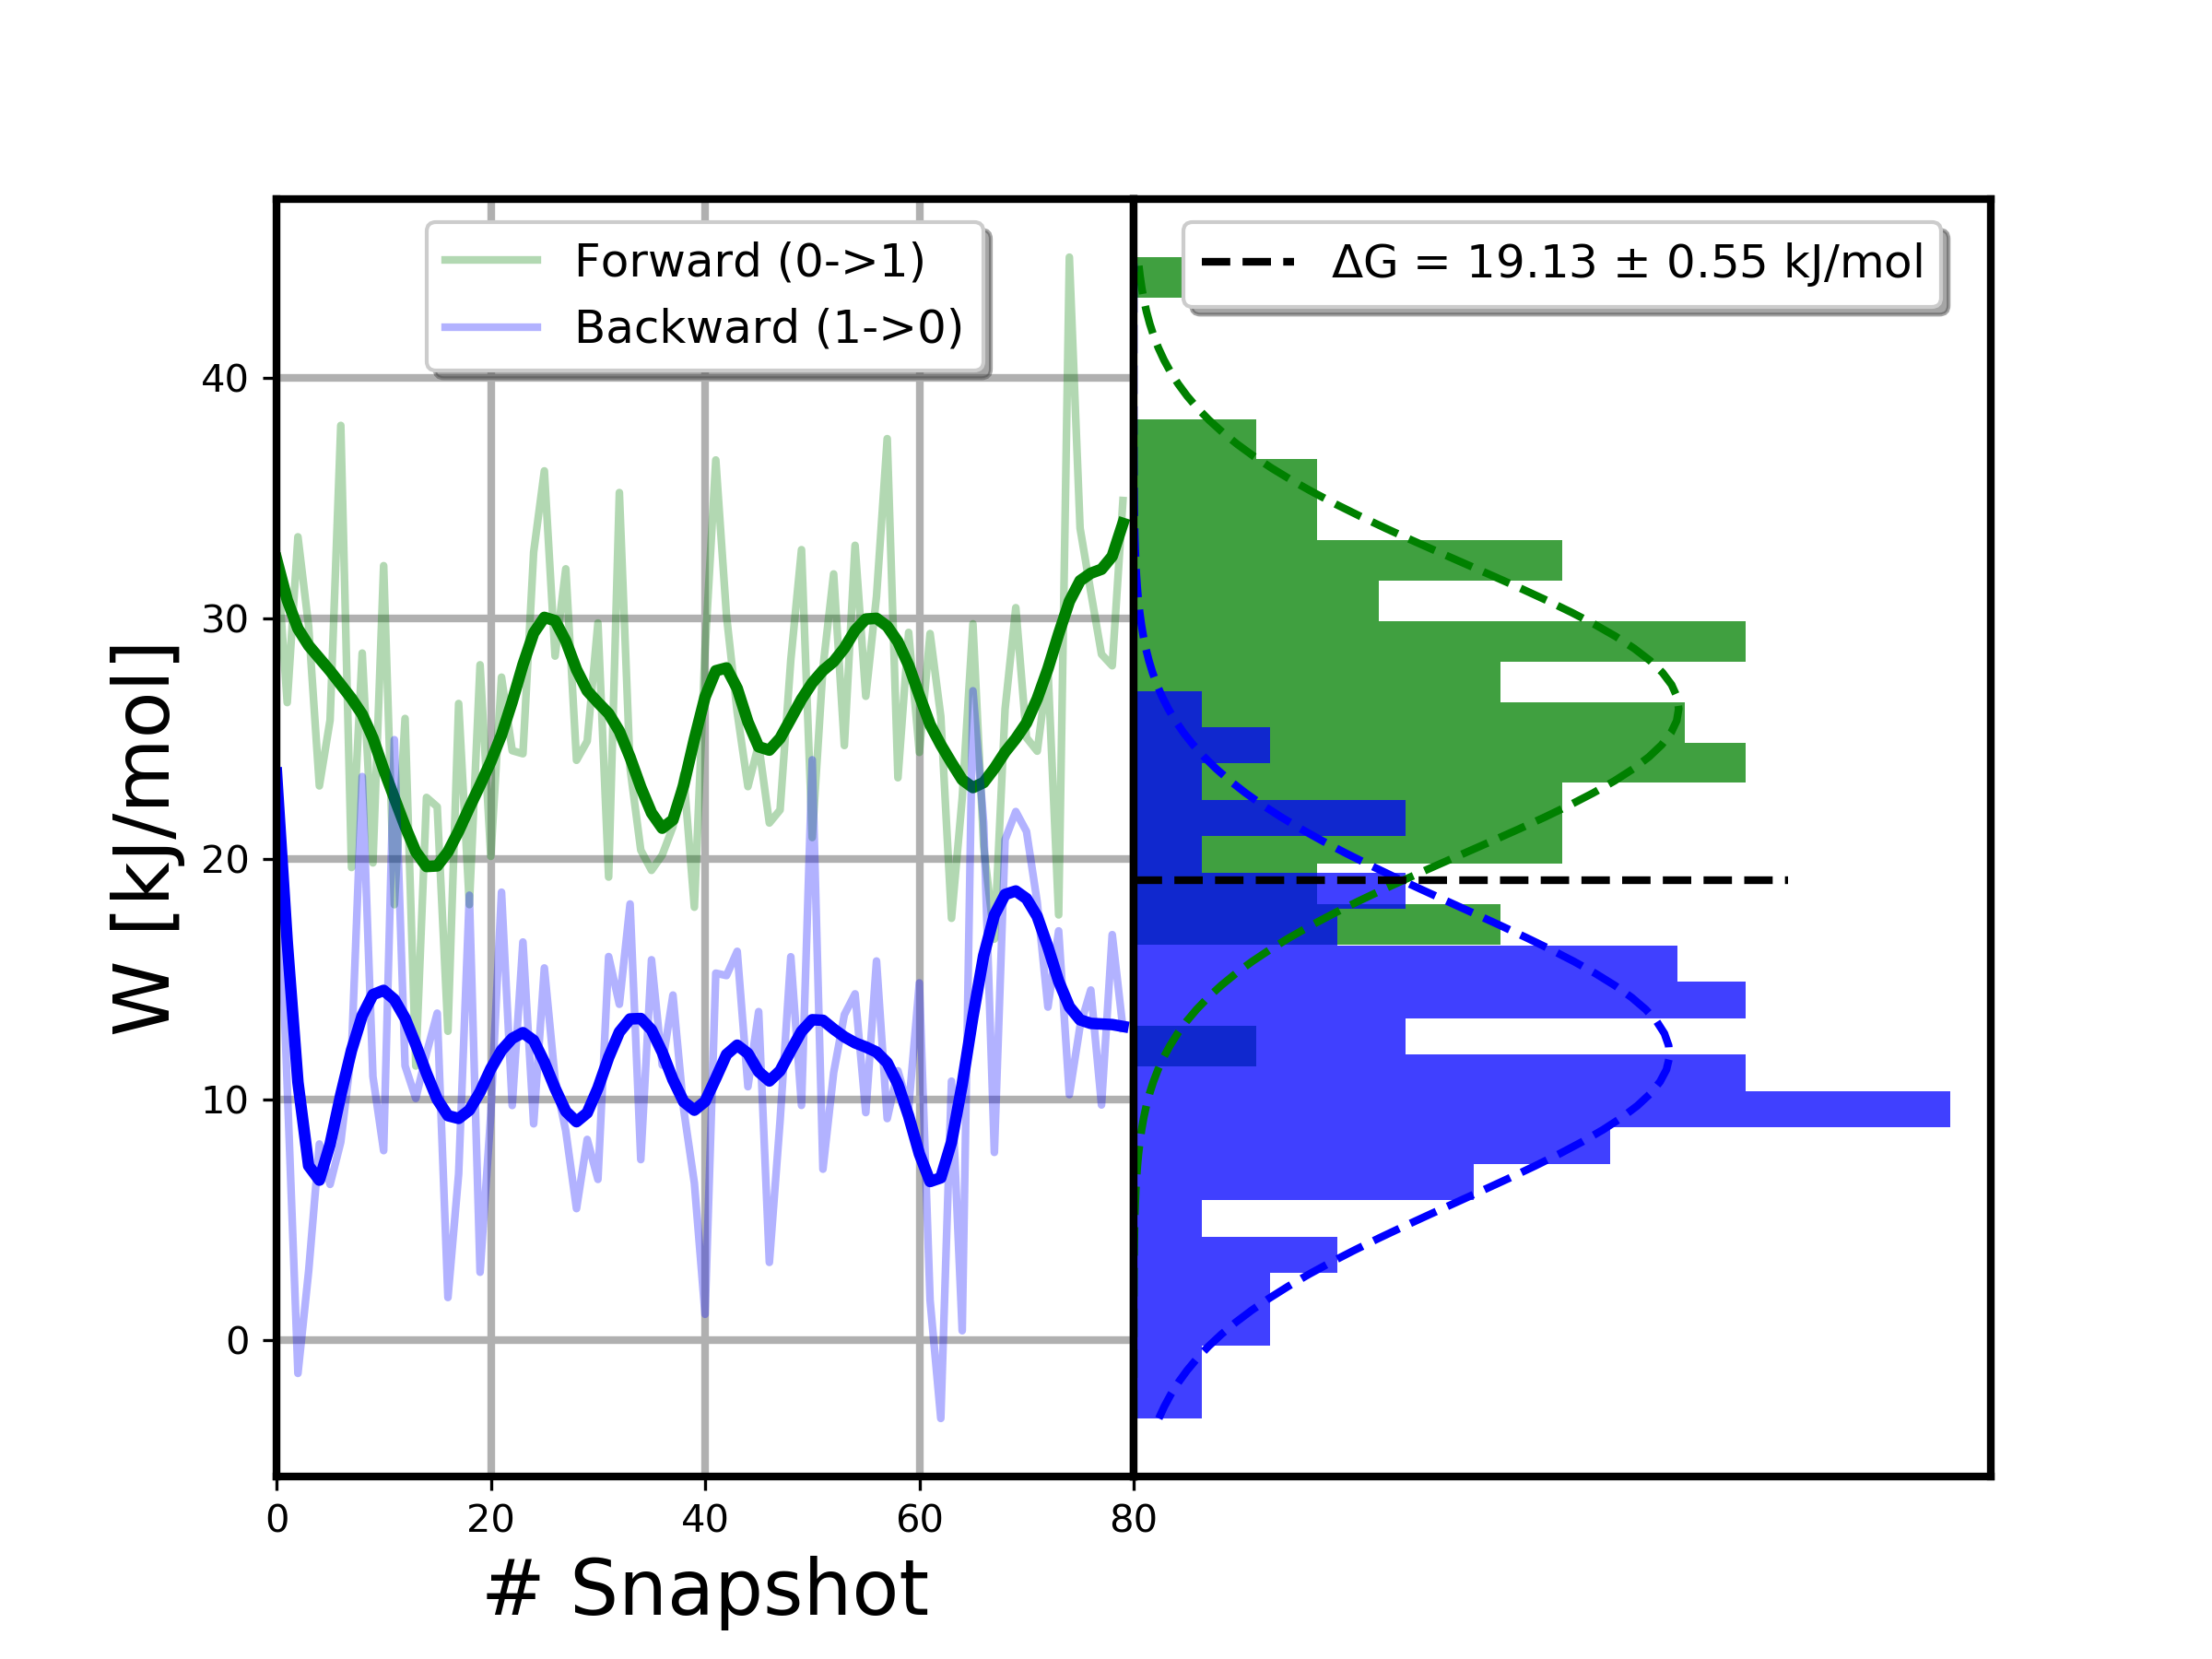 Forward (0->1)
Backward (1->0)
ΔG = 19.13 ± 0.55 kJ/mol
W [kJ/mol]
40
30
20
10
0
0 20 40 60 80
# Snapshot